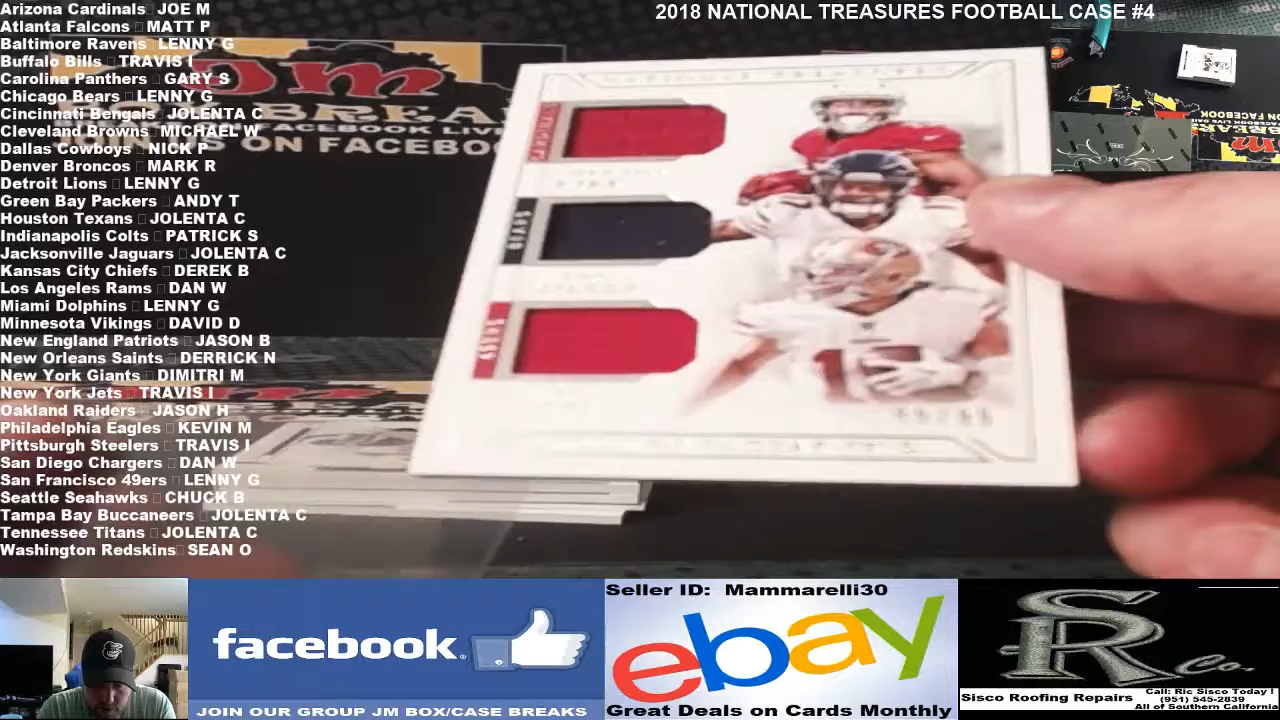 Arizona Cardinals JOE M
Atlanta Falcons MATT P
Baltimore Ravens LENNY G
Buffalo Bills TRAVIS I
Carolina Panthers GARY S
Chicago Bears LENNY G
Cincinnati Bengals JOLENTA C
Cleveland Browns MICHAEL W
Dallas Cowboys NICK P
Denver Broncos MARK R
Detroit Lions LENNY G
Green Bay Packers ANDY T
Houston Texans JOLENTA C
Indianapolis Colts PATRICK S
Jacksonville Jaguars JOLENTA C
Kansas City Chiefs DEREK B
Los Angeles Rams DAN W
Miami Dolphins LENNY G
Minnesota Vikings DAVID D
New England Patriots JASON B
New Orleans Saints DERRICK N
New York Giants DIMITRI M
New York Jets TRAVIS I
Oakland Raiders JASON H
Philadelphia Eagles KEVIN M
Pittsburgh Steelers TRAVIS I
San Diego Chargers DAN W
San Francisco 49ers LENNY G
Seattle Seahawks CHUCK B
Tampa Bay Buccaneers JOLENTA C
Tennessee Titans JOLENTA C
Washington Redskins SEAN O
2018 NATIONAL TREASURES FOOTBALL CASE #4
BREA
FACEBOOK LIV
S ON FACEBO
BEARS
49ERS
facebook
JOIN OUR GROUP JM BOX/CASE BREAKS
Seller ID: Mammarelli30
ebay
Great Deals on Cards Monthly
SR Co.
Sisco Roofing Repairs
Call: Ric Sisco Today !
(951) 545-2839
All of Southern California